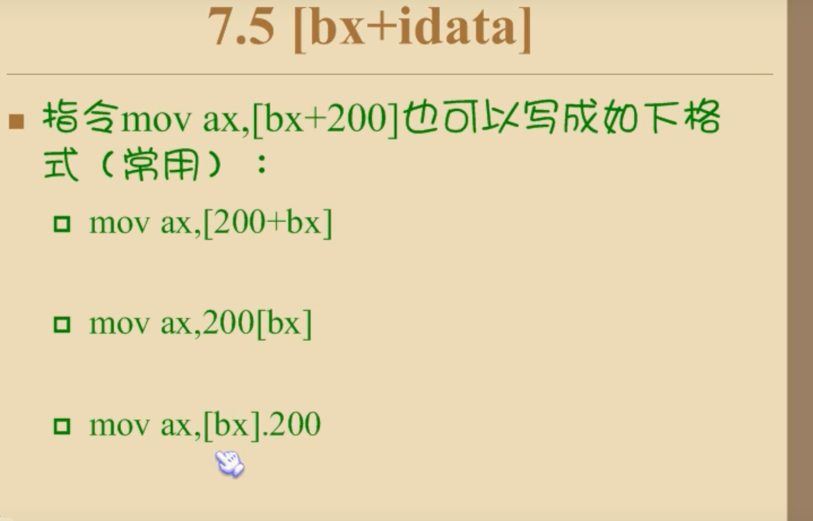 7.5 [bx+idata]
指令mov ax,[bx+200]也可以写成如下格
式（常用）：
mov ax,[200+bx]
mov ax,200[bx]
mov ax,[bx].200